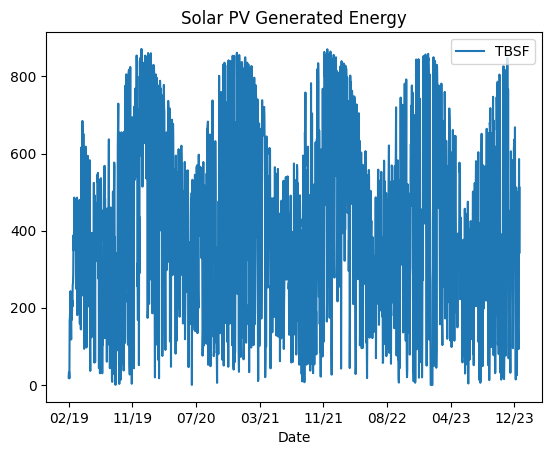 Solar PV Generated Energy
TBSF
800
600
400
200
0
02/19 11/19 07/20 03/21 11/21 08/22 04/23 12/23
Date